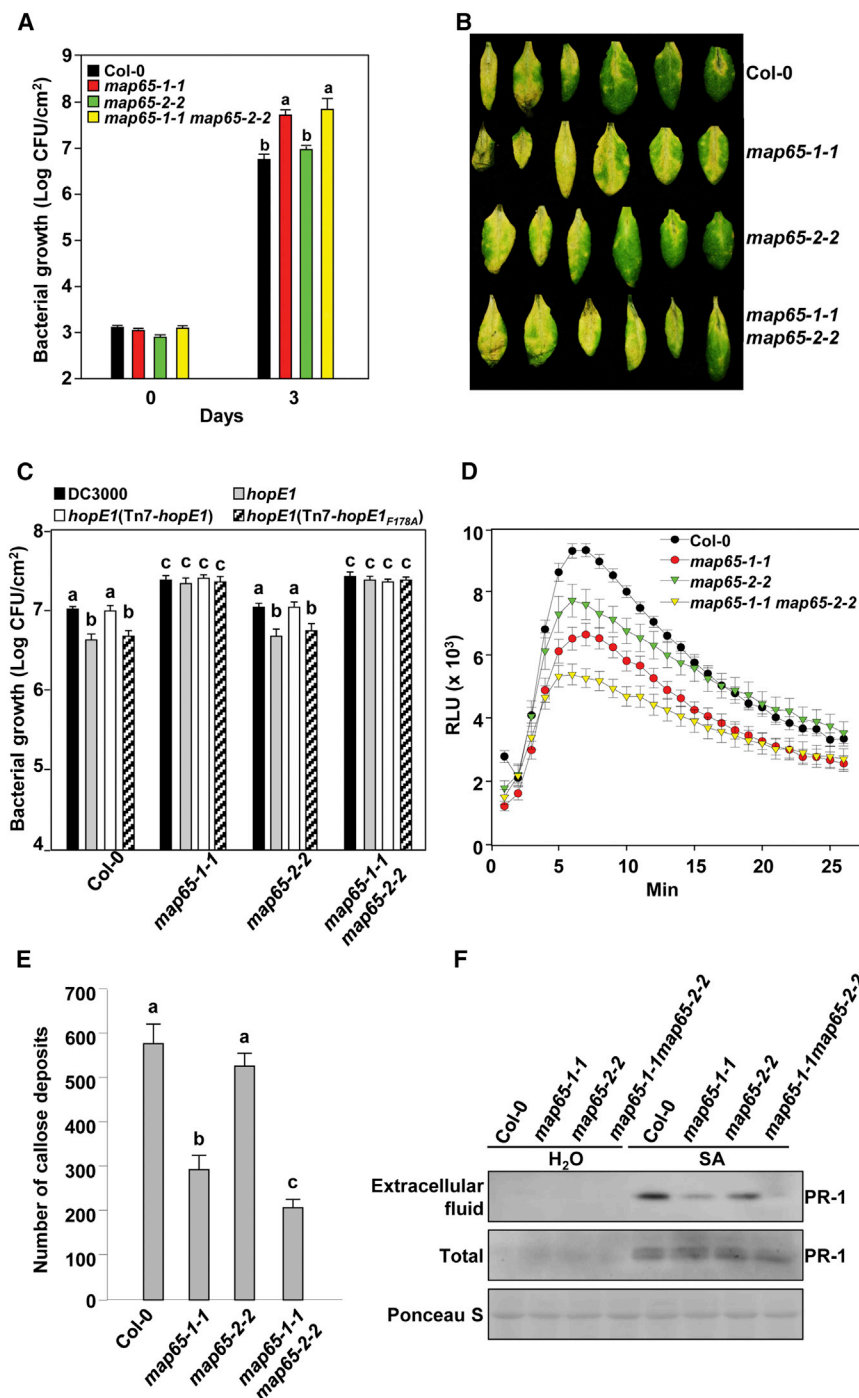 A
Bacterial growth (Log CFU/cm²)
9
8
7
6
5
4
3
2
Col-0
map65-1-1
map65-2-2
map65-1-1 map65-2-2
b
a
b
a
0
3
Days
B
Col-0
map65-1-1
map65-2-2
map65-1-1
map65-2-2
C
DC3000
hopE1
hopE1(Tn7-hopE1)
hopE1(Tn7-hopE1F178A)
Bacterial growth (Log CFU/cm²)
8
7
6
4
a b a b
c c c c
a b a b
c c c c
Col-0
map65-1-1
map65-2-2
map65-1-1
map65-2-2
D
RLU (x 10³)
10
8
6
4
2
0
Col-0
map65-1-1
map65-2-2
map65-1-1 map65-2-2
0 5 10 15 20 25
Min
E
Number of callose deposits
700
600
500
400
300
200
100
0
a
b
a
c
Col-0
map65-1-1
map65-2-2
map65-1-1
map65-2-2
F
Col-0
map65-1-1
map65-2-2
map65-1-1map65-2-2
Col-0
map65-1-1
map65-2-2
map65-1-1map65-2-2
H₂O
SA
Extracellular
fluid
PR-1
Total
PR-1
Ponceau S